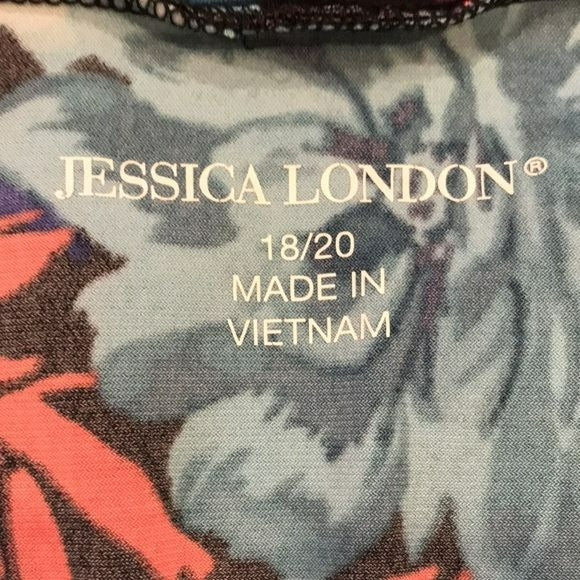 JESSICA LONDON®
18/20
MADE IN
VIETNAM